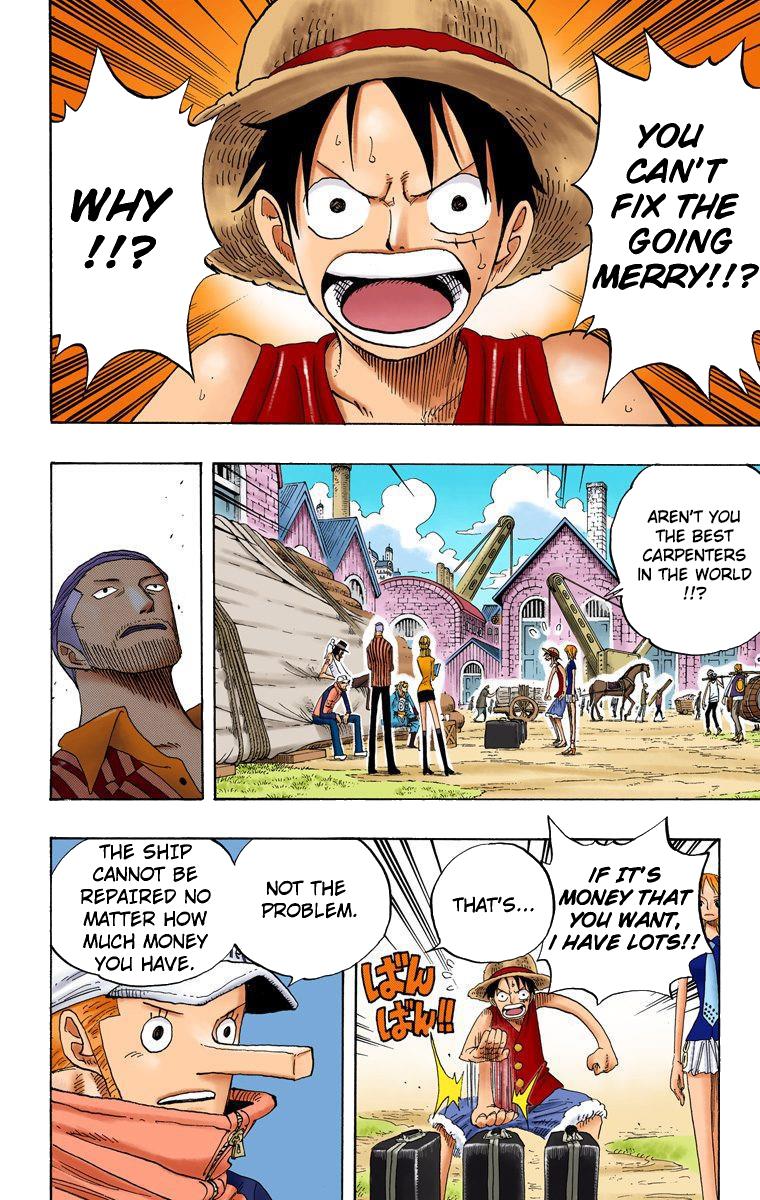 YOU
CAN'T
FIX THE
GOING
MERRY!!?
WHY
!!?
AREN'T YOU
THE BEST
CARPENTERS
IN THE WORLD
!!?
IF IT'S
MONEY THAT
YOU WANT,
I HAVE LOTS!!
THAT'S...
ばん
ばん!!
NOT THE
PROBLEM.
THE SHIP
CANNOT BE
REPAIRED NO
MATTER HOW
MUCH MONEY
YOU HAVE.